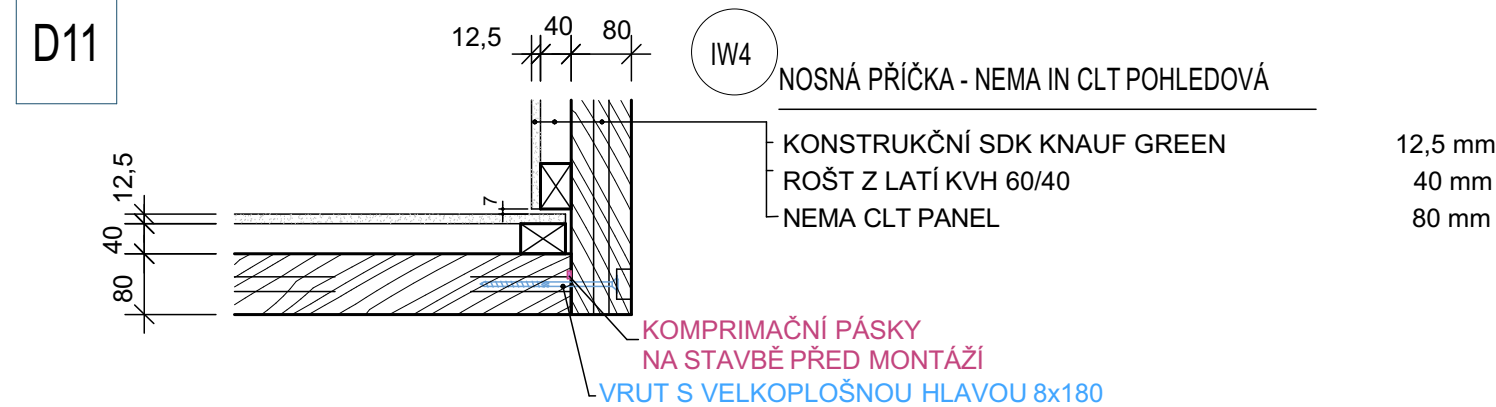 D11
12,5 40 80
IW4
NOSNÁ PŘÍČKA - NEMA IN CLT POHLEDOVÁ
KONSTRUKČNÍ SDK KNAUF GREEN 12,5 mm
ROŠT Z LATÍ KVH 60/40 40 mm
NEMA CLT PANEL 80 mm
12,5
40
80
7
KOMPRIMAČNÍ PÁSKY
NA STAVBĚ PŘED MONTÁŽÍ
VRUT S VELKOPLOŠNOU HLAVOU 8x180